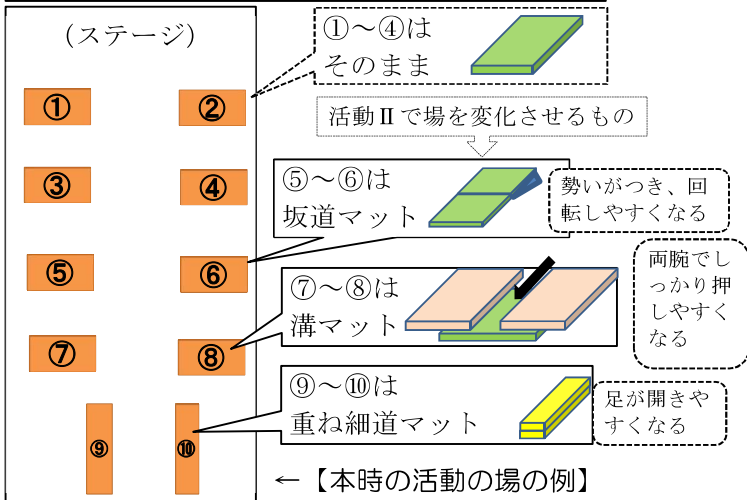 (ステージ)
①
②
③
④
⑤
⑥
⑦
⑧
⑨
⑩
①～④は
そのまま
活動Ⅱで場を変化させるもの
⑤～⑥は
坂道マット
勢いがつき、回
転しやすくなる
⑦～⑧は
溝マット
両腕でし
っかり押
しやすく
なる
⑨～⑩は
重ね細道マット
足が開きや
すくなる
←【本時の活動の場の例】